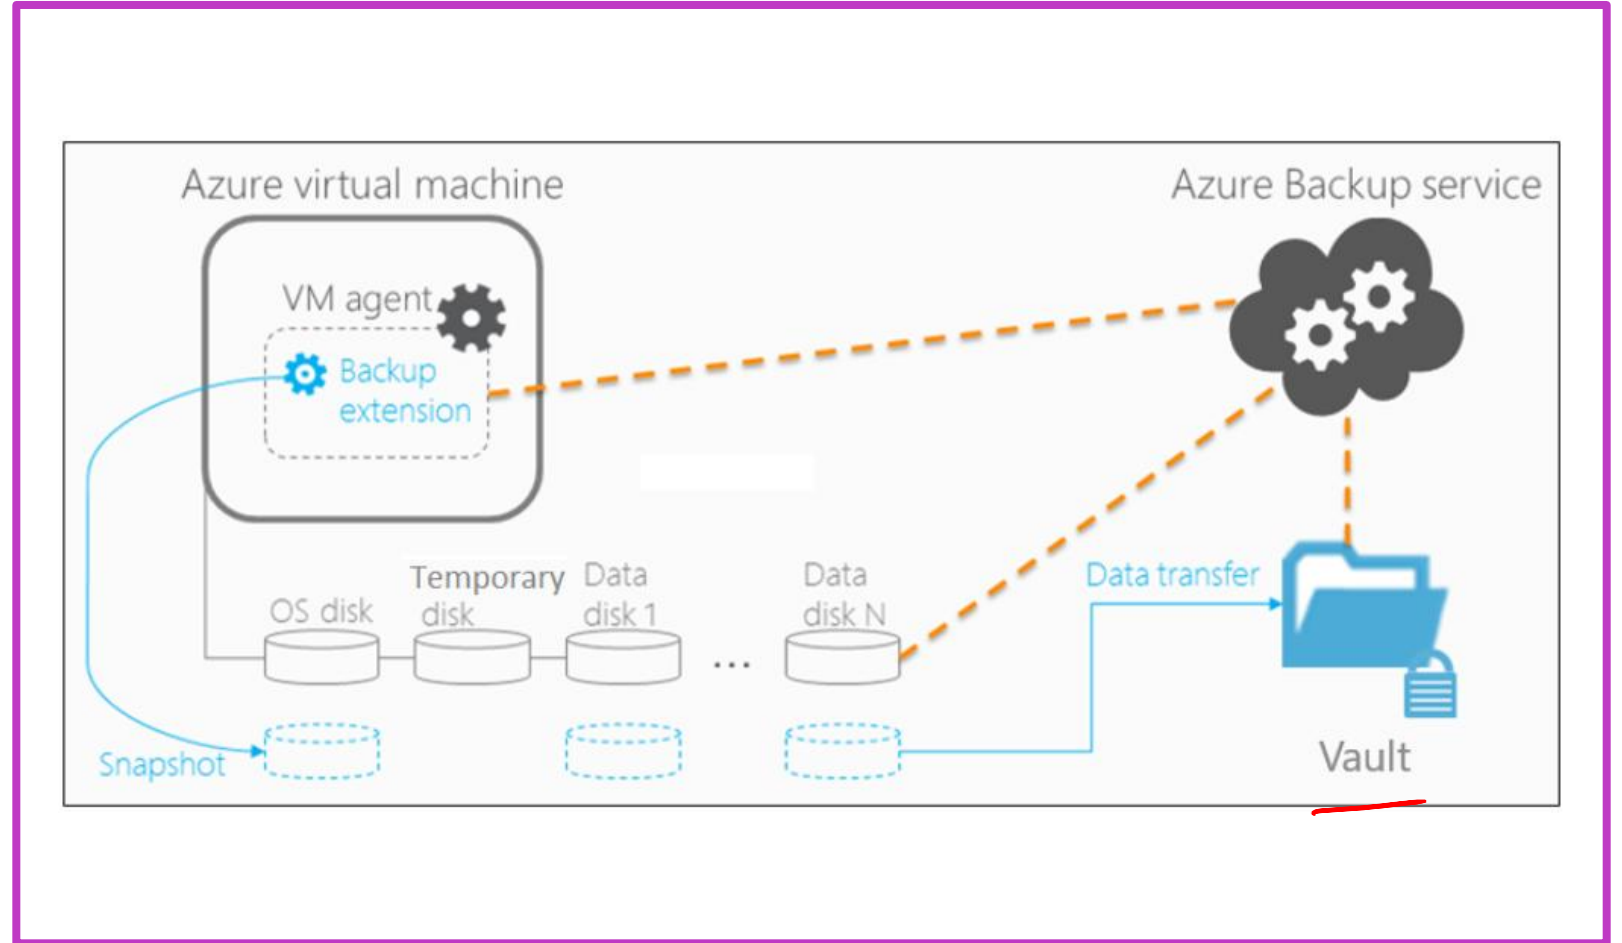 Azure virtual machine
Azure Backup service
VM agent
Backup
extension
OS disk
Temporary
disk
Data
disk 1
...
Data
disk N
Data transfer
Snapshot
Vault